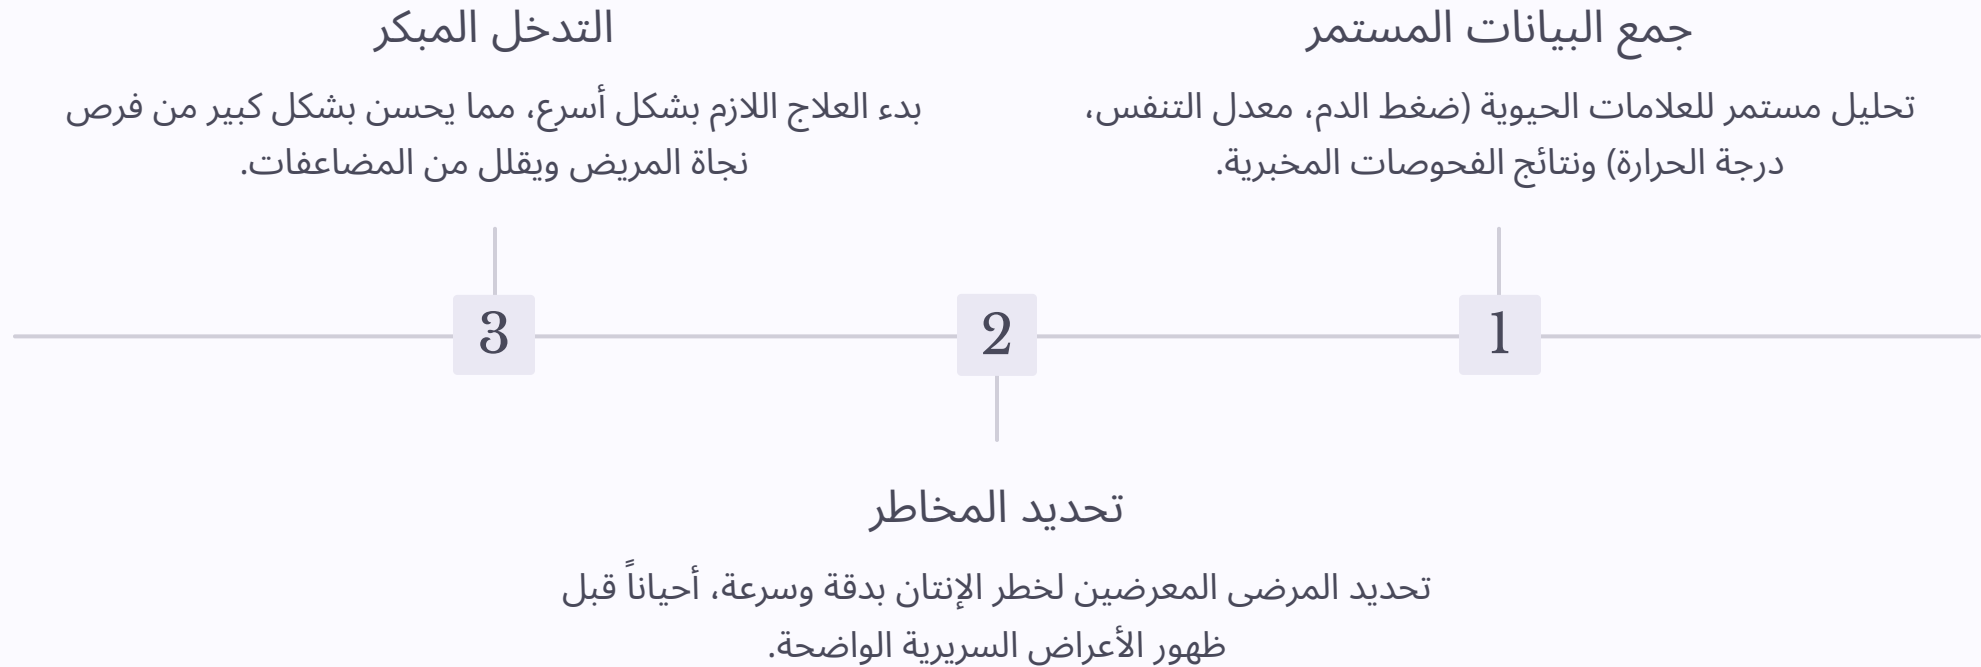 جمع البيانات المستمر
تحليل مستمر للعلامات الحيوية (ضغط الدم، معدل التنفس،
درجة الحرارة) ونتائج الفحوصات المخبرية.
1
2
تحديد المخاطر
تحديد المرضى المعرضين لخطر الإنتان بدقة وسرعة، أحياناً قبل
ظهور الأعراض السريرية الواضحة.
التدخل المبكر
بدء العلاج اللازم بشكل أسرع، مما يحسن بشكل كبير من فرص
نجاة المريض ويقلل من المضاعفات.
3